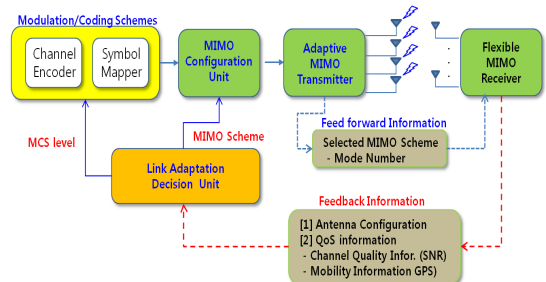 Modulation/Coding Schemes
Channel
Encoder
Symbol
Mapper
MIMO
Configuration
Unit
Adaptive
MIMO
Transmitter
Flexible
MIMO
Receiver
Feed forward Information
Selected MIMO Scheme
- Mode Number
MCS level
MIMO Scheme
Link Adaptation
Decision Unit
Feedback Information
[1] Antenna Configuration
[2] QoS information
- Channel Quality Infor. (SNR)
- Mobility Information GPS)